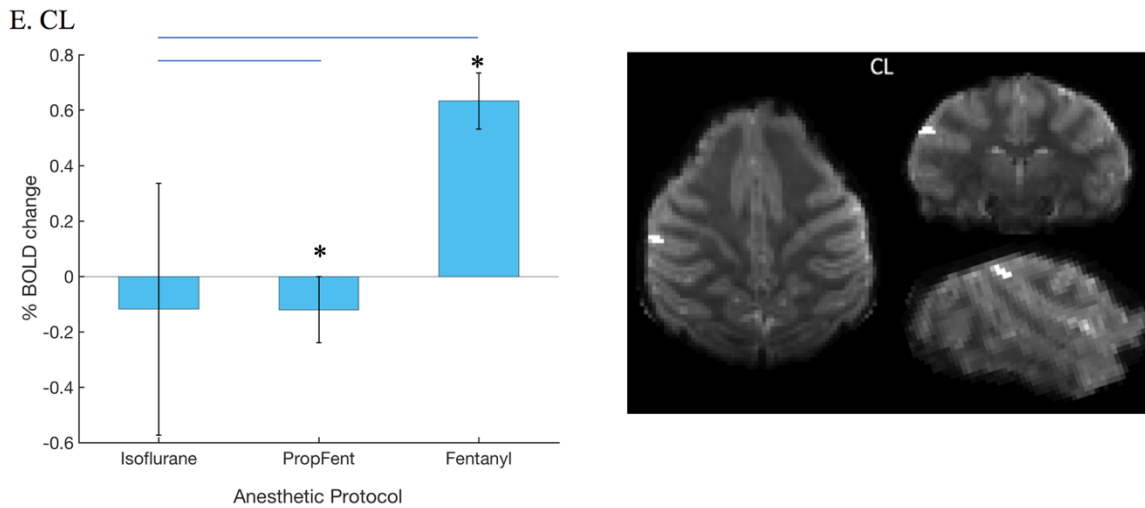 E. CL
% BOLD change
0.8
0.6
0.4
0.2
0
-0.2
-0.4
-0.6
*
*
Isoflurane
PropFent
Fentanyl
Anesthetic Protocol
CL